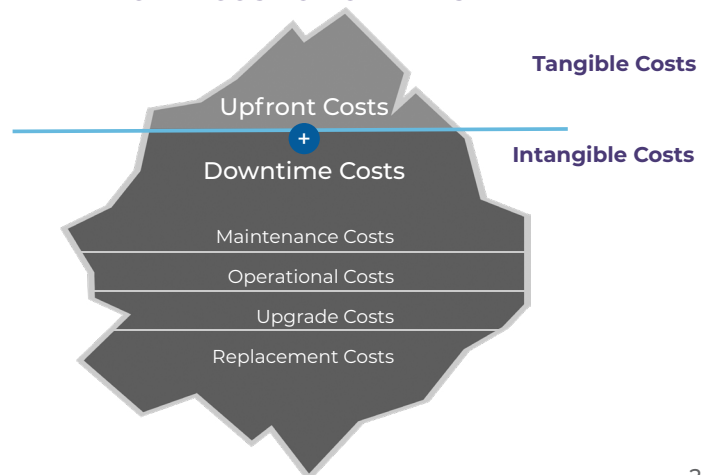 Tangible Costs
Upfront Costs
+
Intangible Costs
Downtime Costs
Maintenance Costs
Operational Costs
Upgrade Costs
Replacement Costs